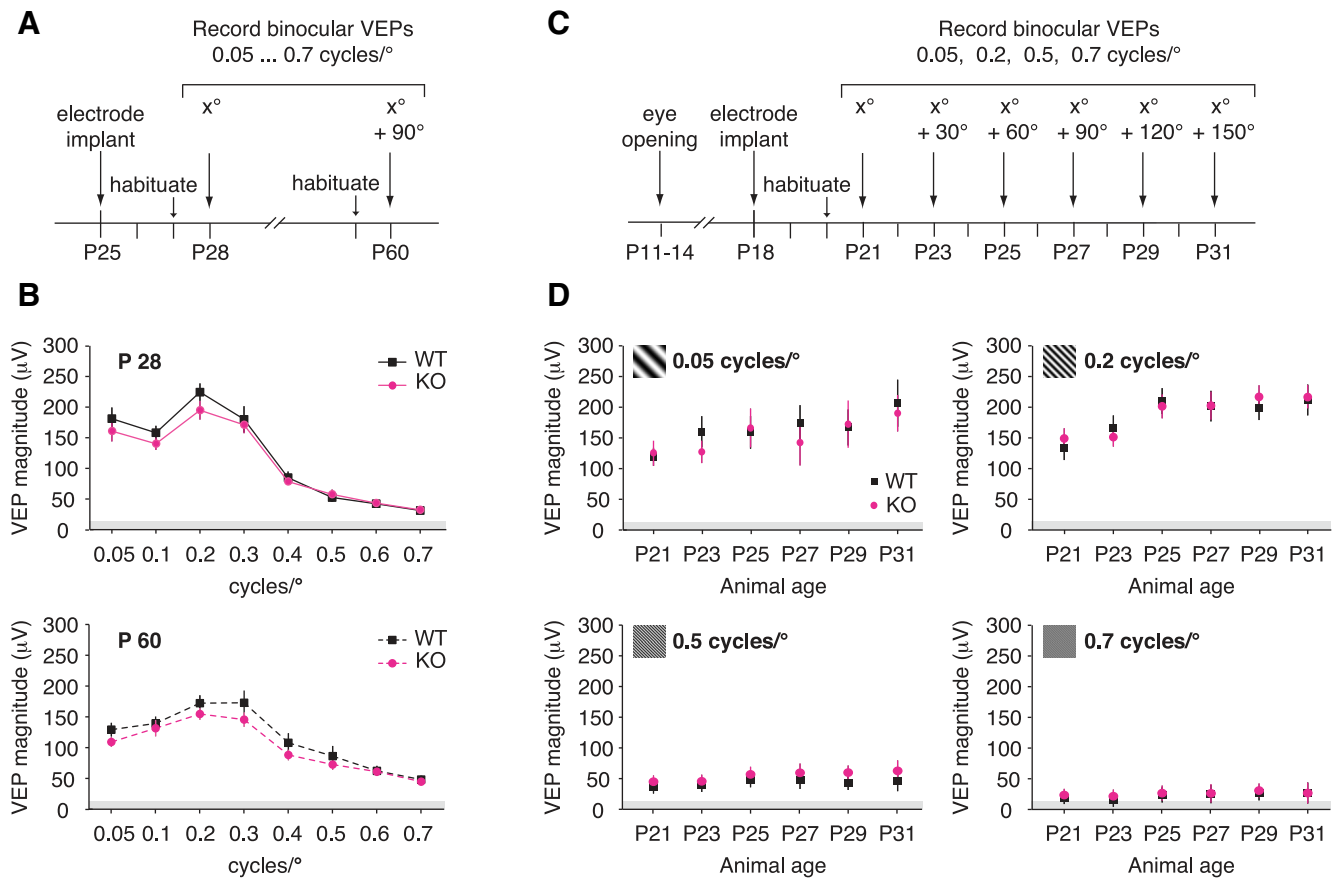 A
Record binocular VEPs
0.05 ... 0.7 cycles/°
electrode
implant
x°
x°
+ 90°
habituate
habituate
P25
P28
P60
C
Record binocular VEPs
0.05, 0.2, 0.5, 0.7 cycles/°
eye
opening
electrode
implant
x°
x°
+ 30°
x°
+ 60°
x°
+ 90°
x°
+ 120°
x°
+ 150°
habituate
P11-14
P18
P21
P23
P25
P27
P29
P31
B
VEP magnitude (µV)
300
250
200
150
100
50
0
P 28
WT
KO
0.05 0.1 0.2 0.3 0.4 0.5 0.6 0.7
cycles/°
VEP magnitude (µV)
300
250
200
150
100
50
0
P 60
WT
KO
0.05 0.1 0.2 0.3 0.4 0.5 0.6 0.7
cycles/°
D
VEP magnitude (µV)
300
250
200
150
100
50
0
0.05 cycles/°
WT
KO
P21 P23 P25 P27 P29 P31
Animal age
VEP magnitude (µV)
300
250
200
150
100
50
0
0.2 cycles/°
P21 P23 P25 P27 P29 P31
Animal age
VEP magnitude (µV)
300
250
200
150
100
50
0
0.5 cycles/°
P21 P23 P25 P27 P29 P31
Animal age
VEP magnitude (µV)
300
250
200
150
100
50
0
0.7 cycles/°
P21 P23 P25 P27 P29 P31
Animal age